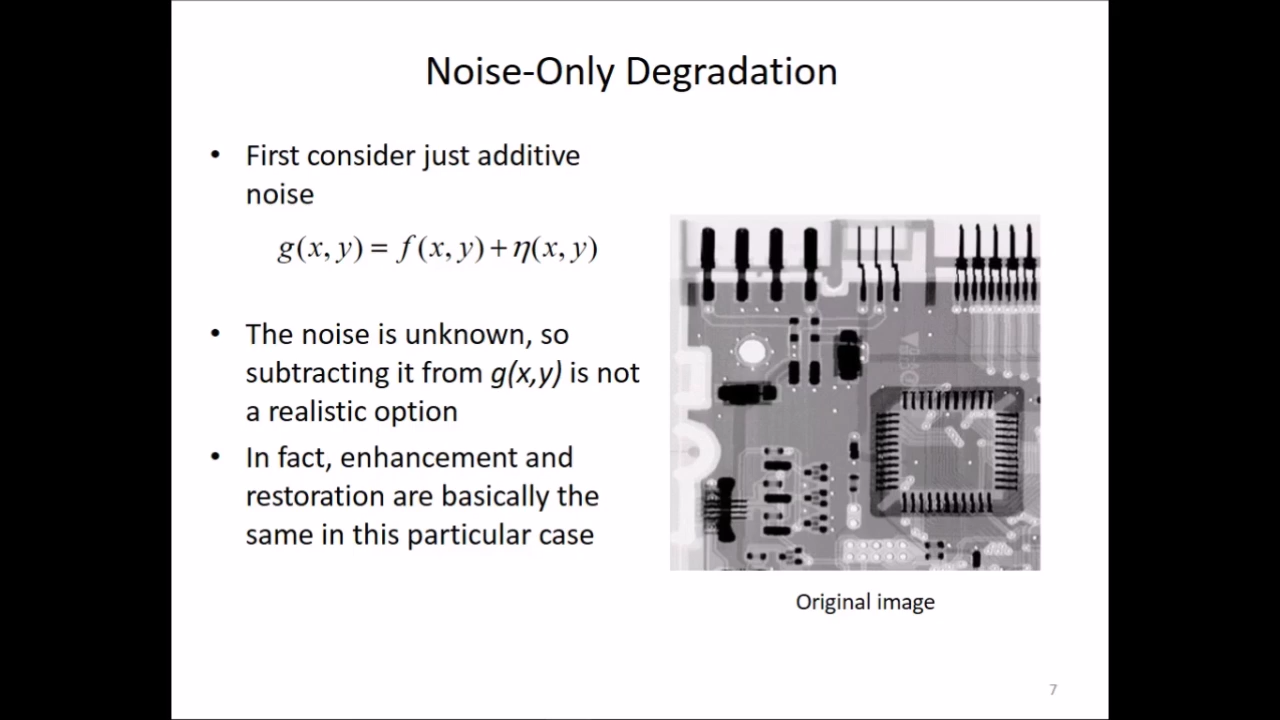 Noise-Only Degradation
• First consider just additive
noise
g(x, y) = f(x, y) + η(x, y)
• The noise is unknown, so
subtracting it from g(x,y) is not
a realistic option
• In fact, enhancement and
restoration are basically the
same in this particular case
Original image
7